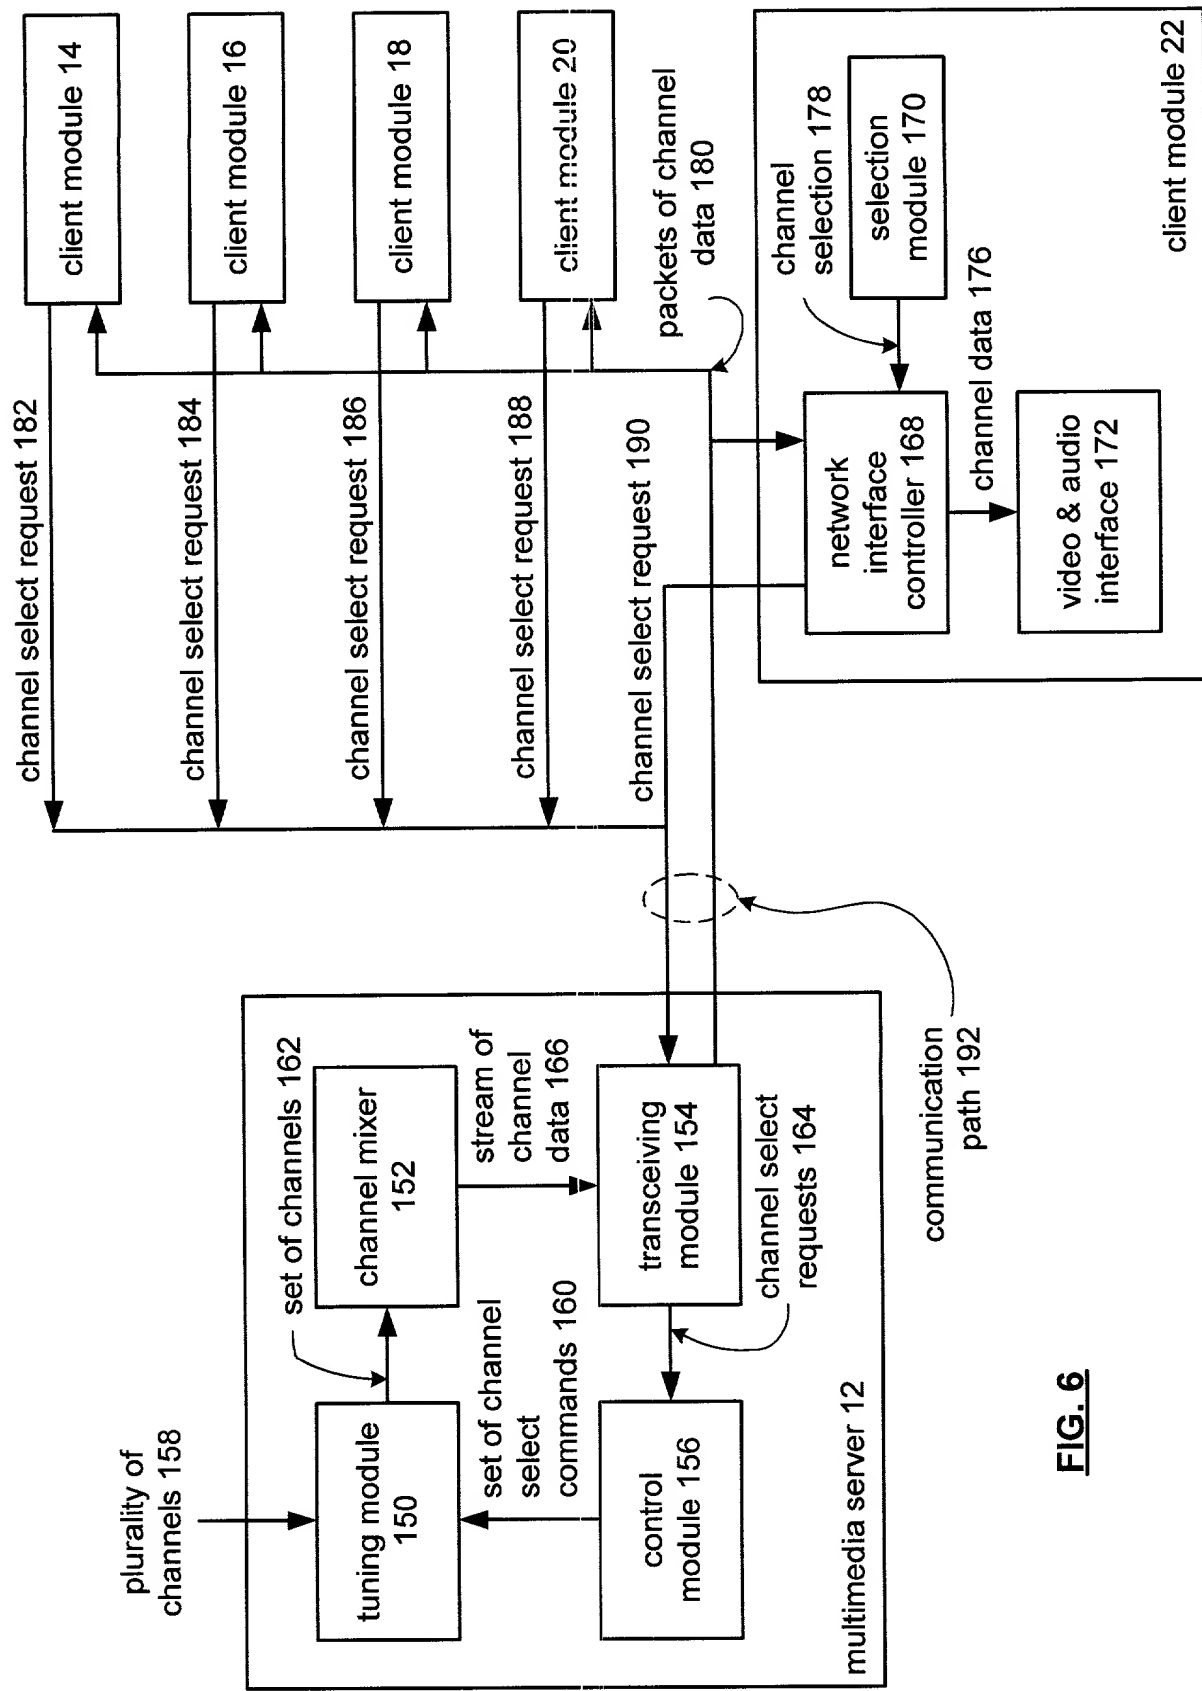 plurality of
channels 158
tuning module
150
set of channels 162
channel mixer
152
set of channel
select
commands 160
stream of
channel
data 166
control
module 156
transceiving
module 154
channel select
requests 164
multimedia server 12
communication
path 192
channel select request 182
channel select request 184
channel select request 186
channel select request 188
channel select request 190
client module 14
client module 16
client module 18
client module 20
packets of channel
data 180
channel
selection 178
selection
module 170
network
interface
controller 168
channel data 176
video & audio
interface 172
client module 22
FIG. 6